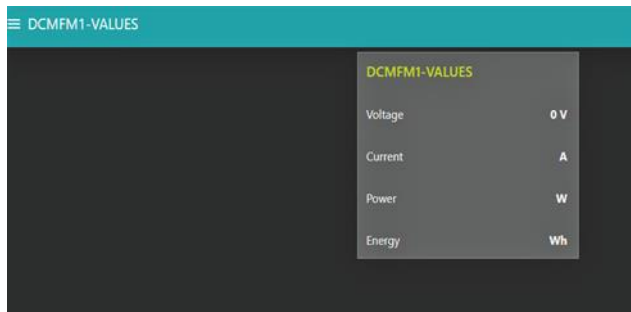 ≡ DCMFM1-VALUES
DCMFM1-VALUES
Voltage 0 V
Current A
Power W
Energy Wh